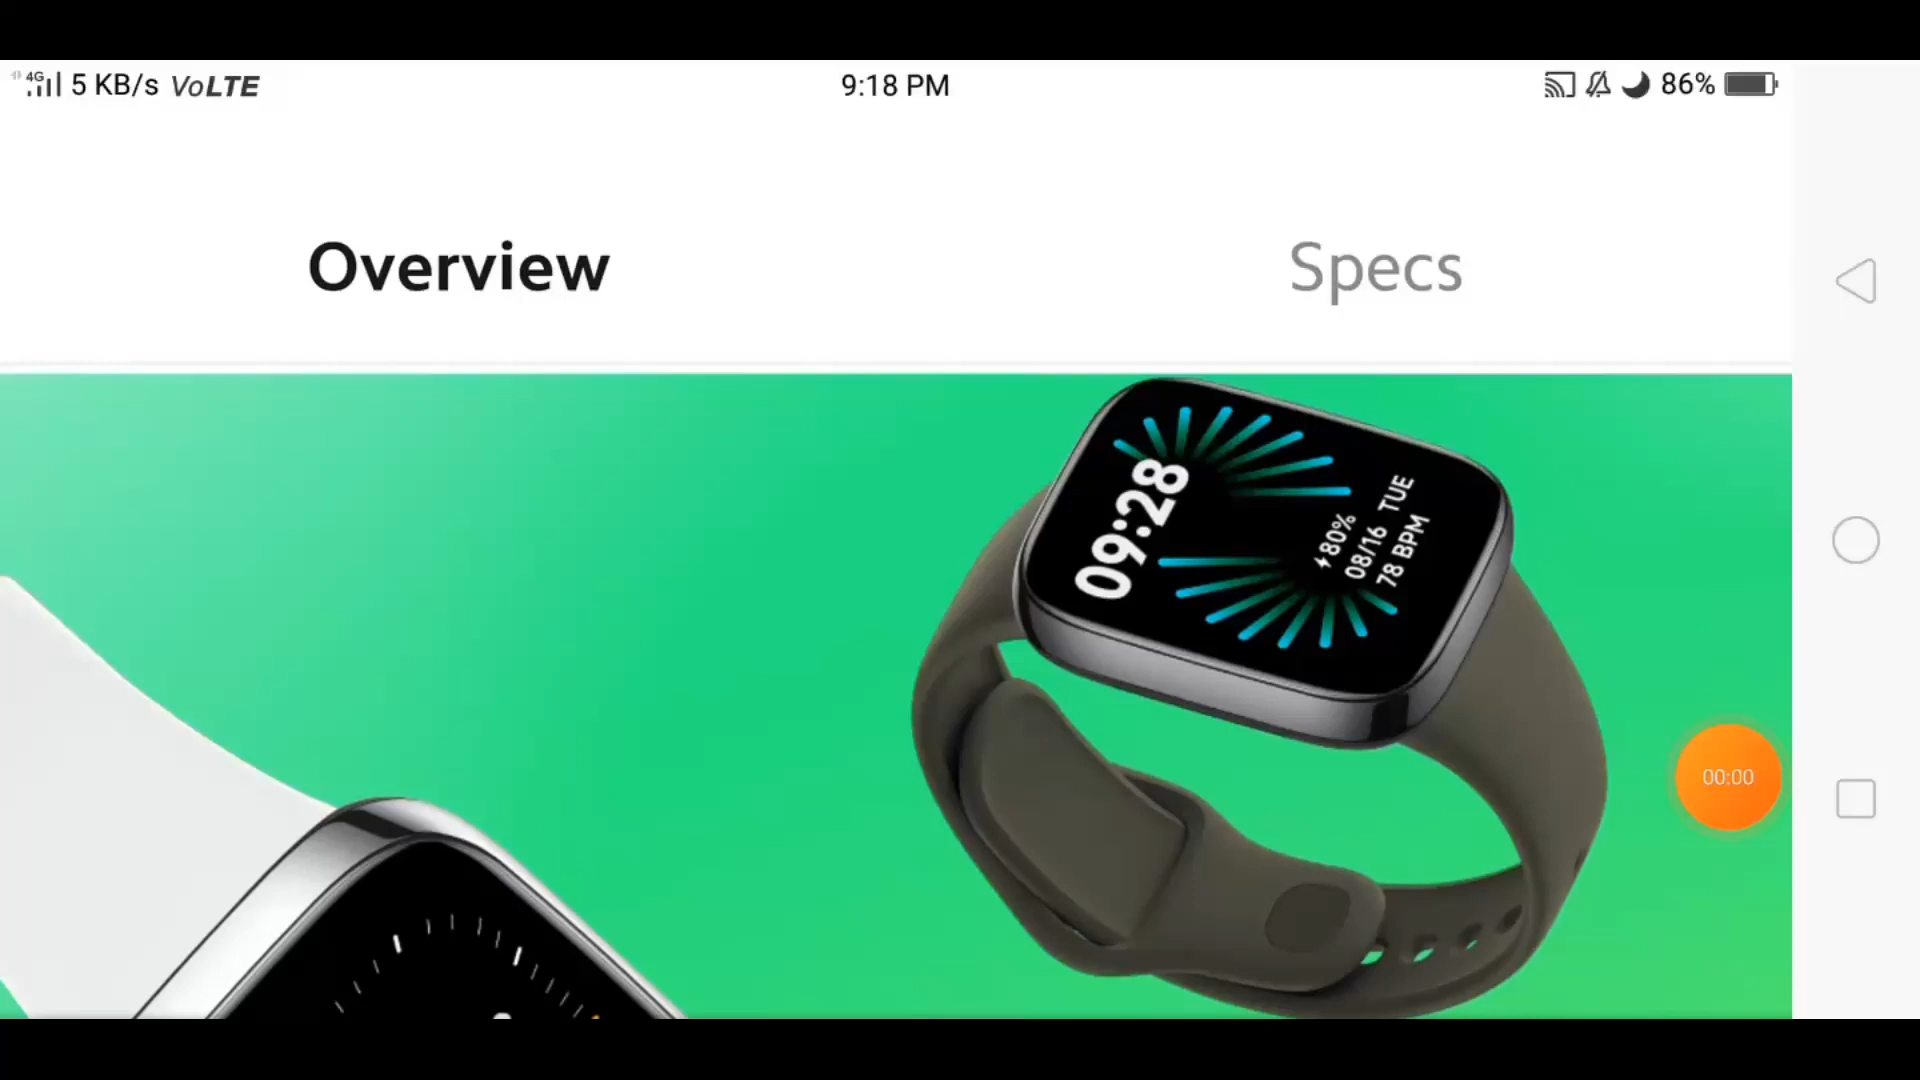 4G 5 KB/s VoLTE 9:18 PM 86%
Overview Specs
09:28
80%
08/16 TUE
78 BPM
00:00